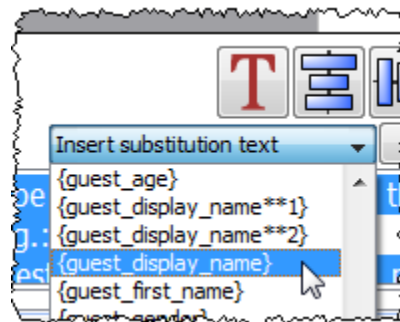 T
Insert substitution text
{guest_age}
{guest_display_name**1}
{guest_display_name**2}
{guest_display_name}
{guest_first_name}